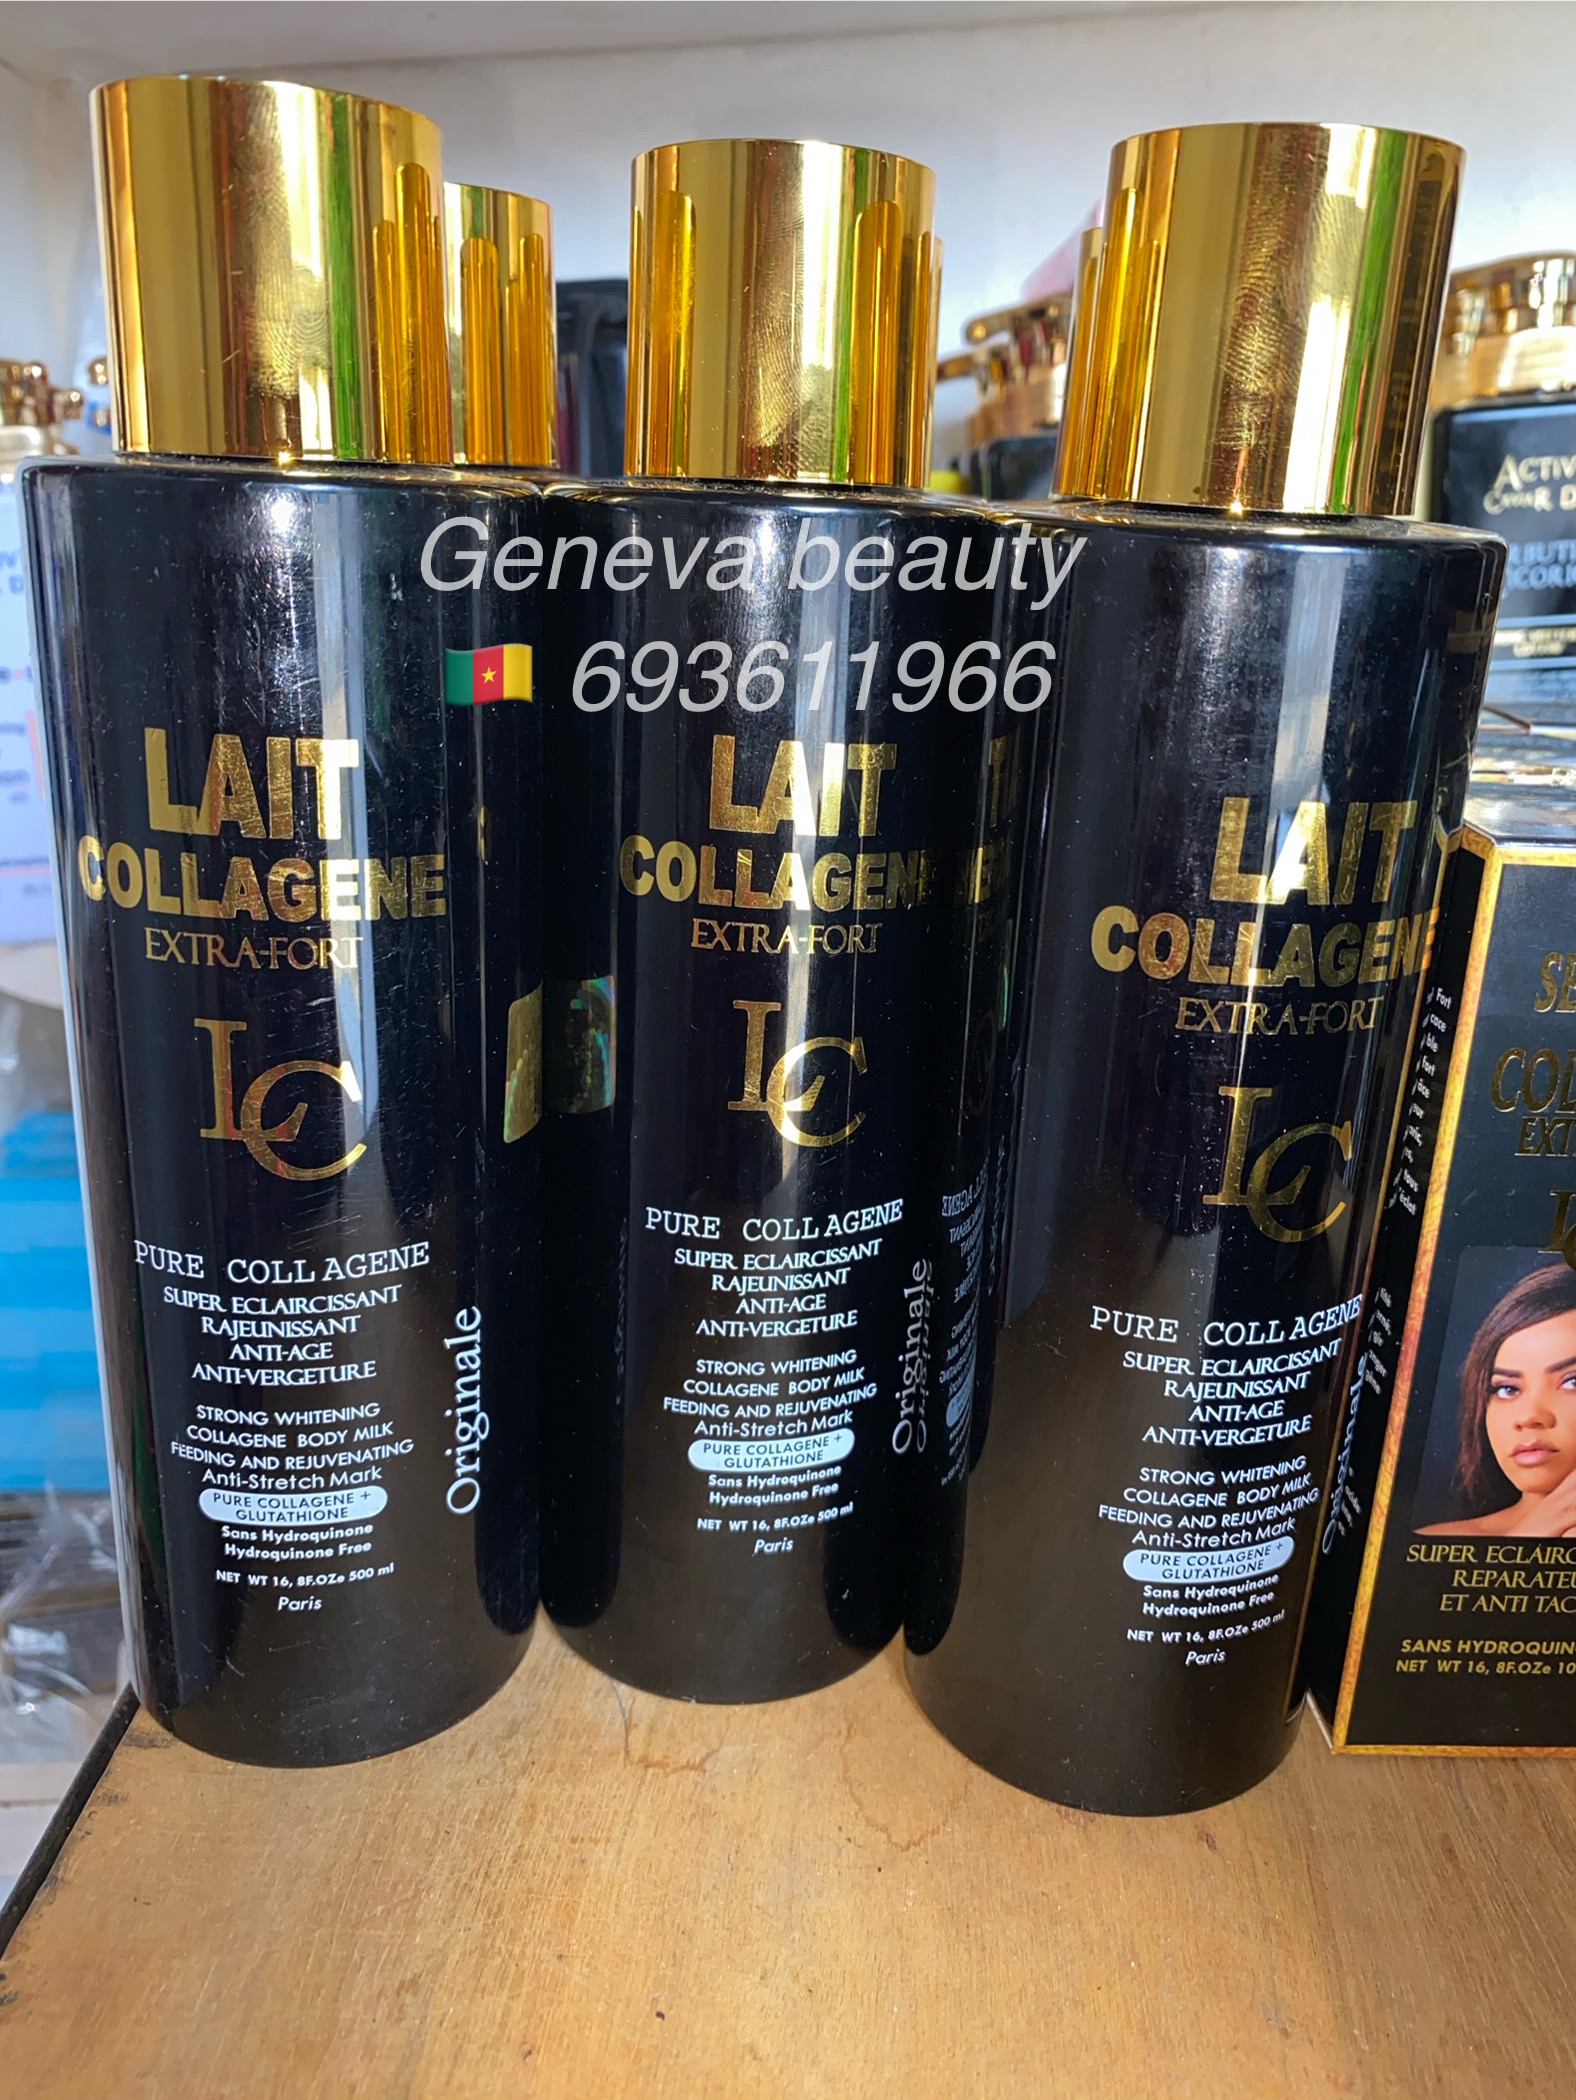 Geneva beauty
🇨🇲 693611966
LAIT
COLLAGENE
EXTRA-FORT
LC
PURE COLLAGENE
SUPER ECLAIRCISSANT
RAJEUNISSANT
ANTI-AGE
ANTI-VERGETURE
STRONG WHITENING
COLLAGENE BODY MILK
FEEDING AND REJUVENATING
Anti-Stretch Mark
PURE COLLAGENE +
GLUTATHIONE
Sans Hydroquinone
Hydroquinone Free
NET WT 16, 8F.OZe 500 ml
Paris
Originale
LAIT
COLLAGENE
EXTRA-FORT
LC
PURE COLLAGENE
SUPER ECLAIRCISSANT
RAJEUNISSANT
ANTI-AGE
ANTI-VERGETURE
STRONG WHITENING
COLLAGENE BODY MILK
FEEDING AND REJUVENATING
Anti-Stretch Mark
PURE COLLAGENE +
GLUTATHIONE
Sans Hydroquinone
Hydroquinone Free
NET WT 16, 8F.OZe 500 ml
Paris
Originale
LAIT
COLLAGENE
EXTRA-FORT
LC
PURE COLLAGENE
SUPER ECLAIRCISSANT
RAJEUNISSANT
ANTI-AGE
ANTI-VERGETURE
STRONG WHITENING
COLLAGENE BODY MILK
FEEDING AND REJUVENATING
Anti-Stretch Mark
PURE COLLAGENE +
GLUTATHIONE
Sans Hydroquinone
Hydroquinone Free
NET WT 16, 8F.OZe 500 ml
Paris
Originale
SUPER
ET ANTI
SANS
NET WT 16, 8F.OZe